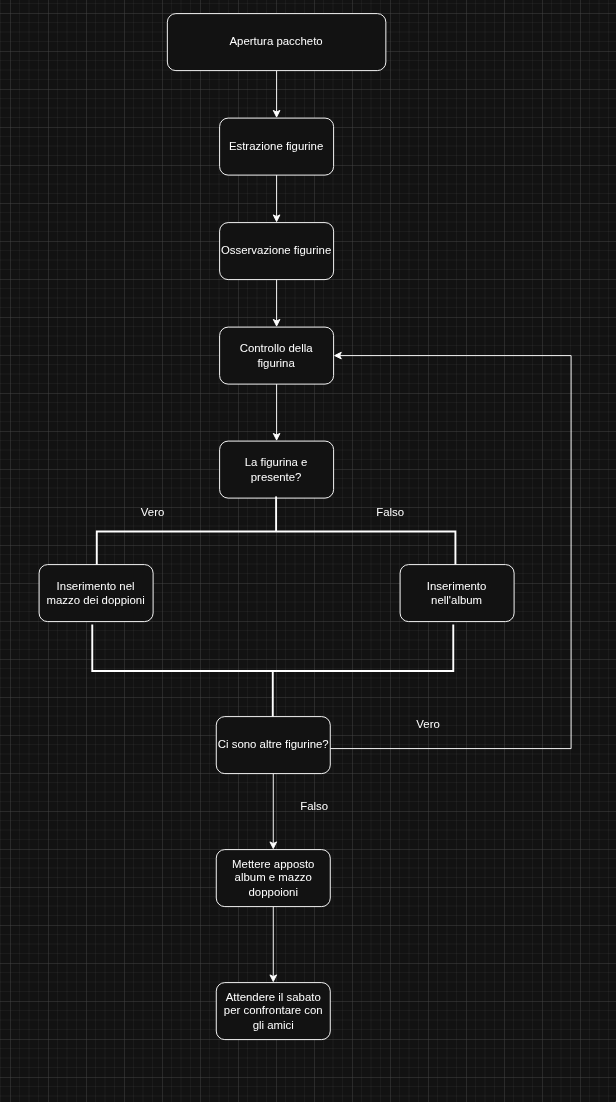 Apertura paccheto
Estrazione figurine
Osservazione figurine
Controllo della
figurina
La figurina e
presente?
Vero
Falso
Inserimento nel
mazzo dei doppioni
Inserimento
nell'album
Ci sono altre figurine?
Vero
Falso
Mettere apposto
album e mazzo
doppoioni
Attendere il sabato
per confrontare con
gli amici